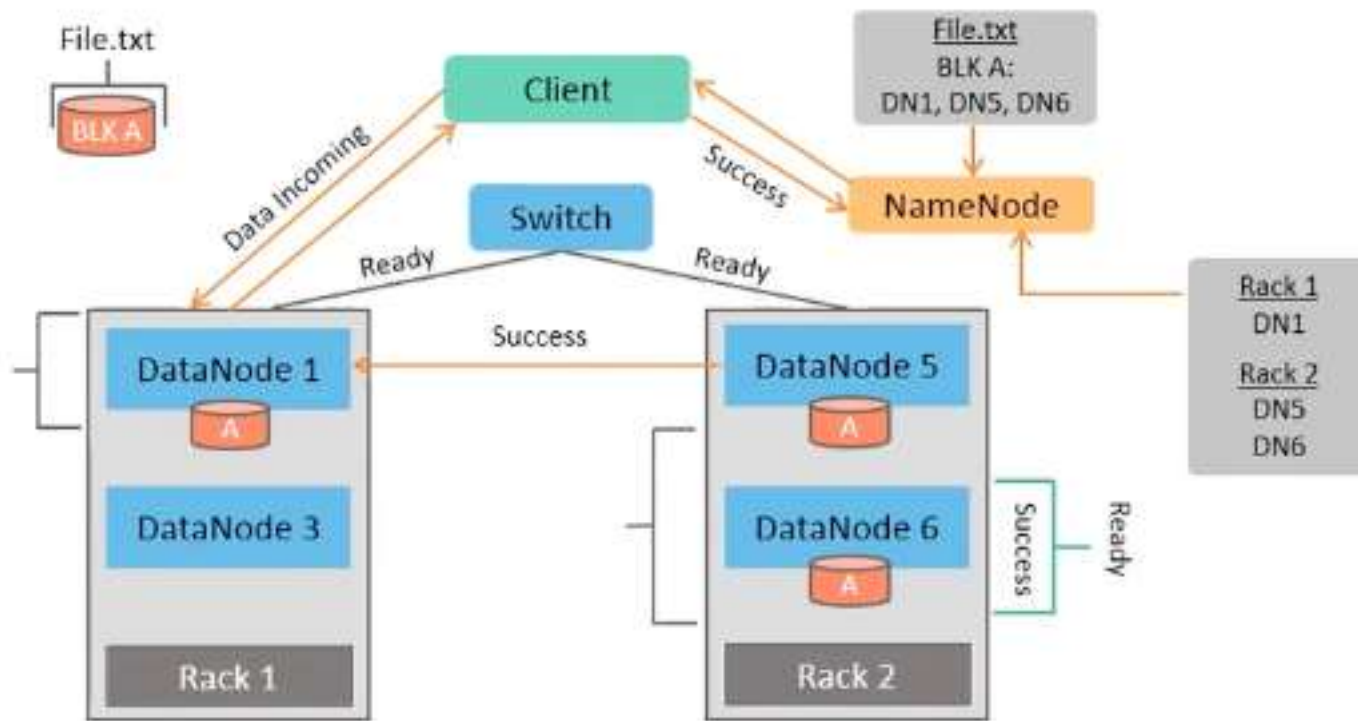 File.txt
BLK A
Client
File.txt
BLK A:
DN1, DN5, DN6
Data Incoming
Success
NameNode
Switch
Ready
Ready
Rack 1
DN1
Rack 2
DN5
DN6
DataNode 1
Success
DataNode 5
A
A
DataNode 3
DataNode 6
Success
Ready
A
Rack 1
Rack 2